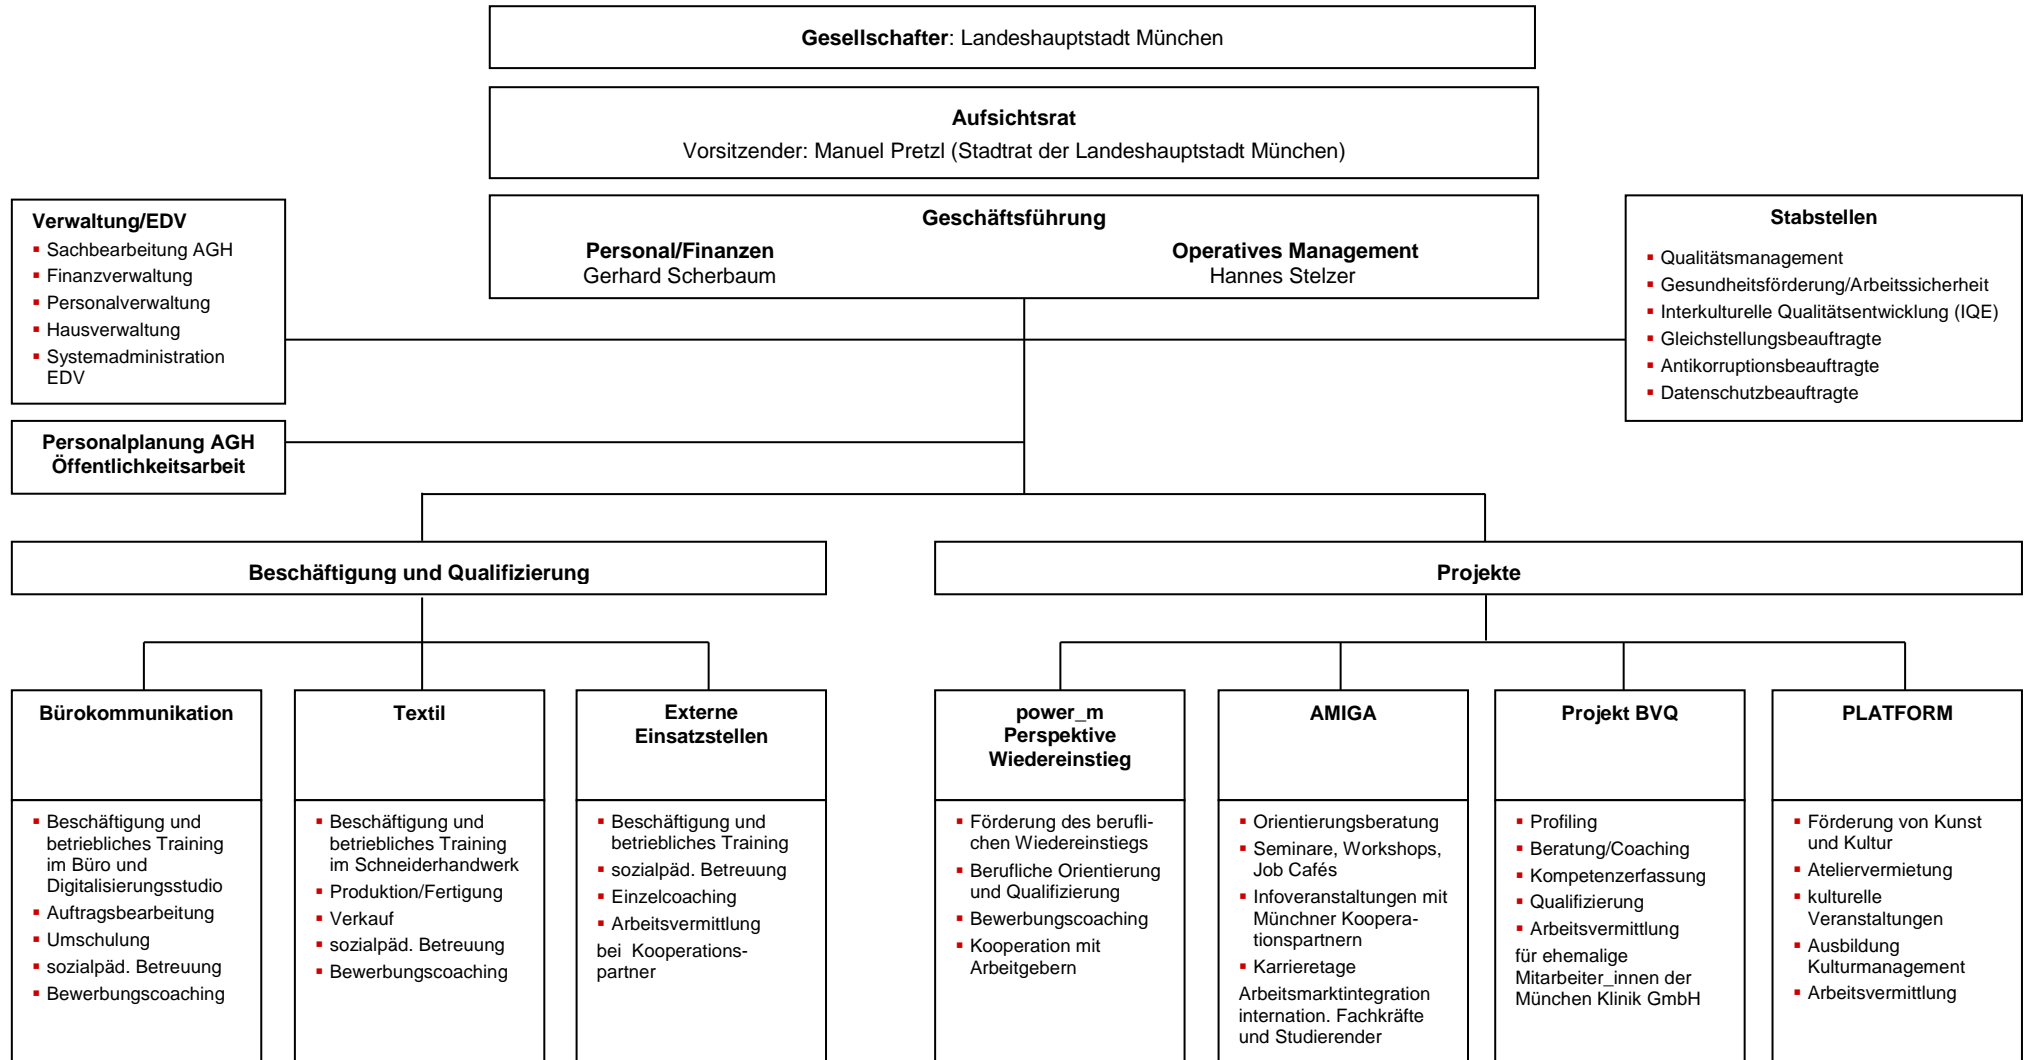 Gesellschafter: Landeshauptstadt München
Aufsichtsrat
Vorsitzender: Manuel Pretzl (Stadtrat der Landeshauptstadt München)
Geschäftsführung
Personal/Finanzen
Gerhard Scherbaum
Operatives Management
Hannes Stelzer
Verwaltung/EDV
▪ Sachbearbeitung AGH
▪ Finanzverwaltung
▪ Personalverwaltung
▪ Hausverwaltung
▪ Systemadministration
EDV
Stabstellen
▪ Qualitätsmanagement
▪ Gesundheitsförderung/Arbeitssicherheit
▪ Interkulturelle Qualitätsentwicklung (IQE)
▪ Gleichstellungsbeauftragte
▪ Antikorruptionsbeauftragte
▪ Datenschutzbeauftragte
Personalplanung AGH
Öffentlichkeitsarbeit
Beschäftigung und Qualifizierung
Projekte
Bürokommunikation
▪ Beschäftigung und
betriebliches Training
im Büro und
Digitalisierungsstudio
▪ Auftragsbearbeitung
▪ Umschulung
▪ sozialpäd. Betreuung
▪ Bewerbungscoaching
Textil
▪ Beschäftigung und
betriebliches Training
im Schneiderhandwerk
▪ Produktion/Fertigung
▪ Verkauf
▪ sozialpäd. Betreuung
▪ Bewerbungscoaching
Externe
Einsatzstellen
▪ Beschäftigung und
betriebliches Training
▪ sozialpäd. Betreuung
▪ Einzelcoaching
▪ Arbeitsvermittlung
bei Kooperations-
partner
power_m
Perspektive
Wiedereinstieg
▪ Förderung des berufli-
chen Wiedereinstiegs
▪ Berufliche Orientierung
und Qualifizierung
▪ Bewerbungscoaching
▪ Kooperation mit
Arbeitgebern
AMIGA
▪ Orientierungsberatung
▪ Seminare, Workshops,
Job Cafés
▪ Infoveranstaltungen mit
Münchner Koopera-
tionspartnern
▪ Karrieretage
Arbeitsmarktintegration
internation. Fachkräfte
und Studierender
Projekt BVQ
▪ Profiling
▪ Beratung/Coaching
▪ Kompetenzerfassung
▪ Qualifizierung
▪ Arbeitsvermittlung
für ehemalige
Mitarbeiter_innen der
München Klinik GmbH
PLATFORM
▪ Förderung von Kunst
und Kultur
▪ Ateliervermietung
▪ kulturelle
Veranstaltungen
▪ Ausbildung
Kulturmanagement
▪ Arbeitsvermittlung